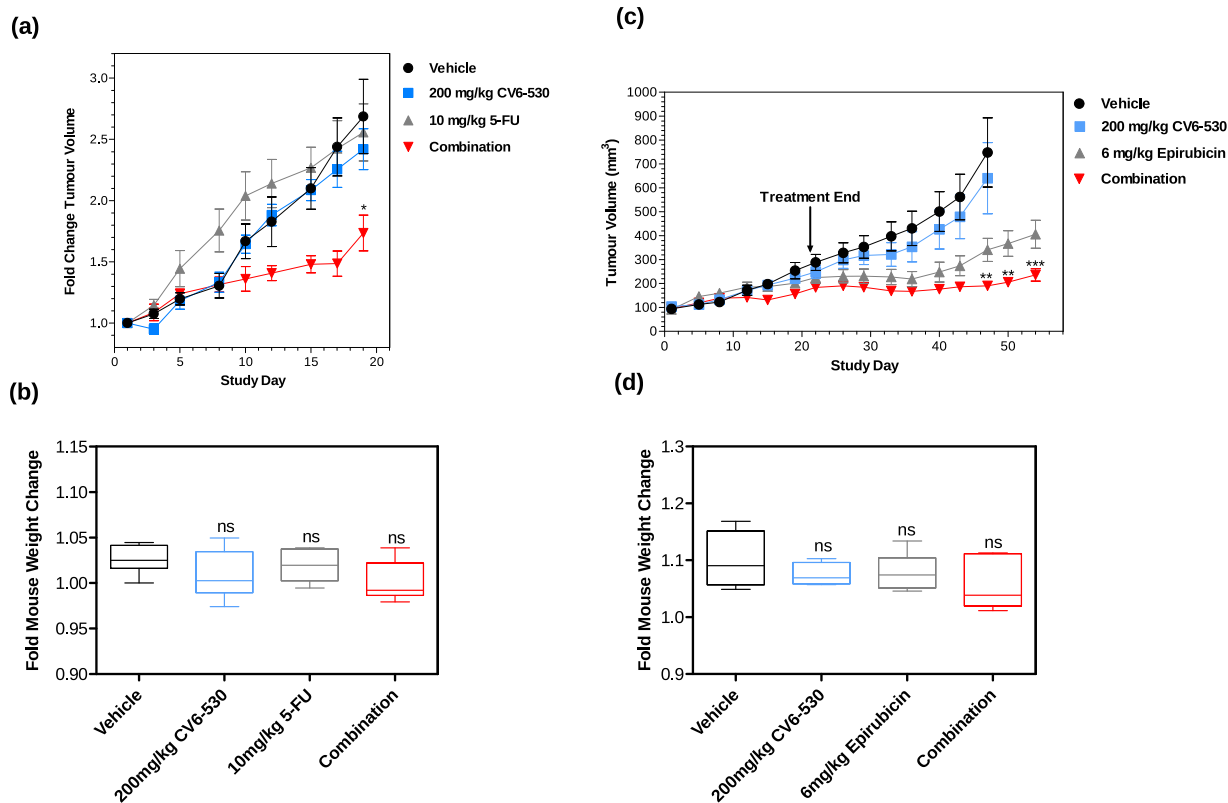 (a)
Fold Change Tumour Volume
3.0
2.5
2.0
1.5
1.0
0
5
10
15
20
Study Day
*
Vehicle
200 mg/kg CV6-530
10 mg/kg 5-FU
Combination
(c)
Tumour Volume (mm³)
1000
900
800
700
600
500
400
300
200
100
0
0
10
20
30
40
50
Study Day
Treatment End
**
**
***
Vehicle
200 mg/kg CV6-530
6 mg/kg Epirubicin
Combination
(b)
Fold Mouse Weight Change
1.15
1.10
1.05
1.00
0.95
0.90
ns
ns
ns
Vehicle
200mg/kg CV6-530
10mg/kg 5-FU
Combination
(d)
Fold Mouse Weight Change
1.3
1.2
1.1
1.0
0.9
ns
ns
ns
Vehicle
200mg/kg CV6-530
6mg/kg Epirubicin
Combination